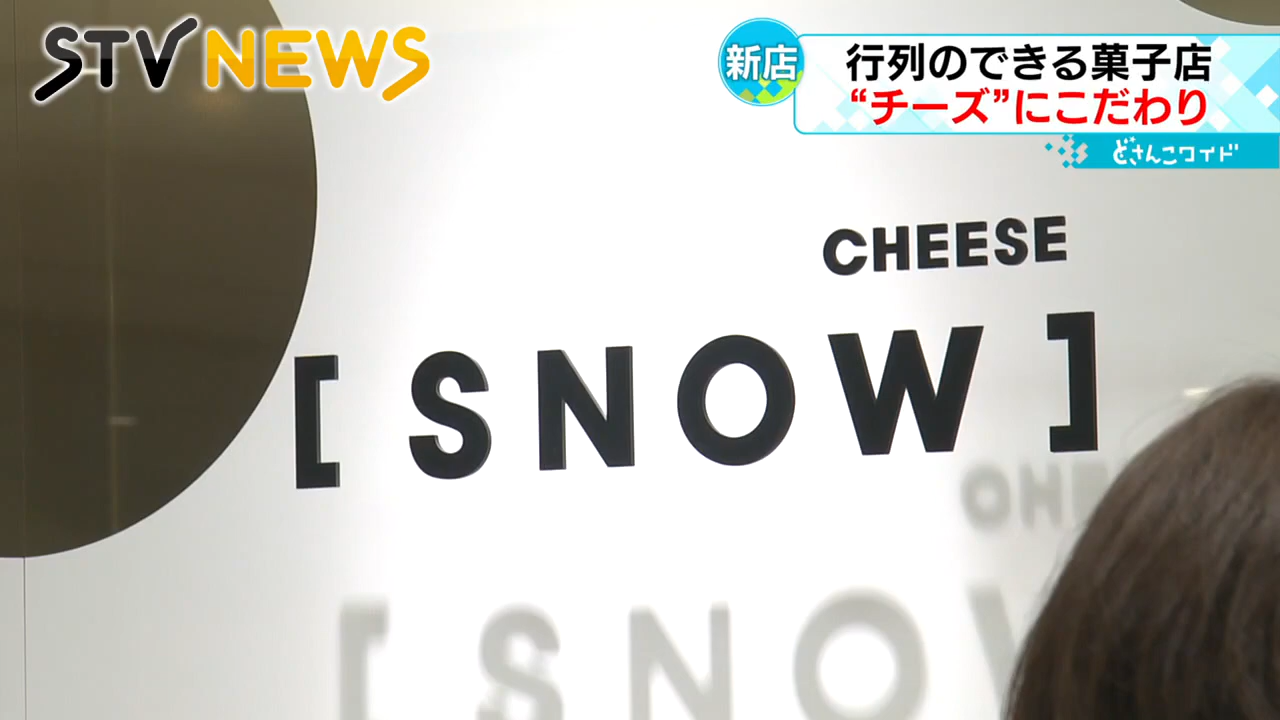 STV NEWS
新店
行列のできる菓子店
“チーズ”にこだわり
どさんこワイド
CHEESE
[SNOW]